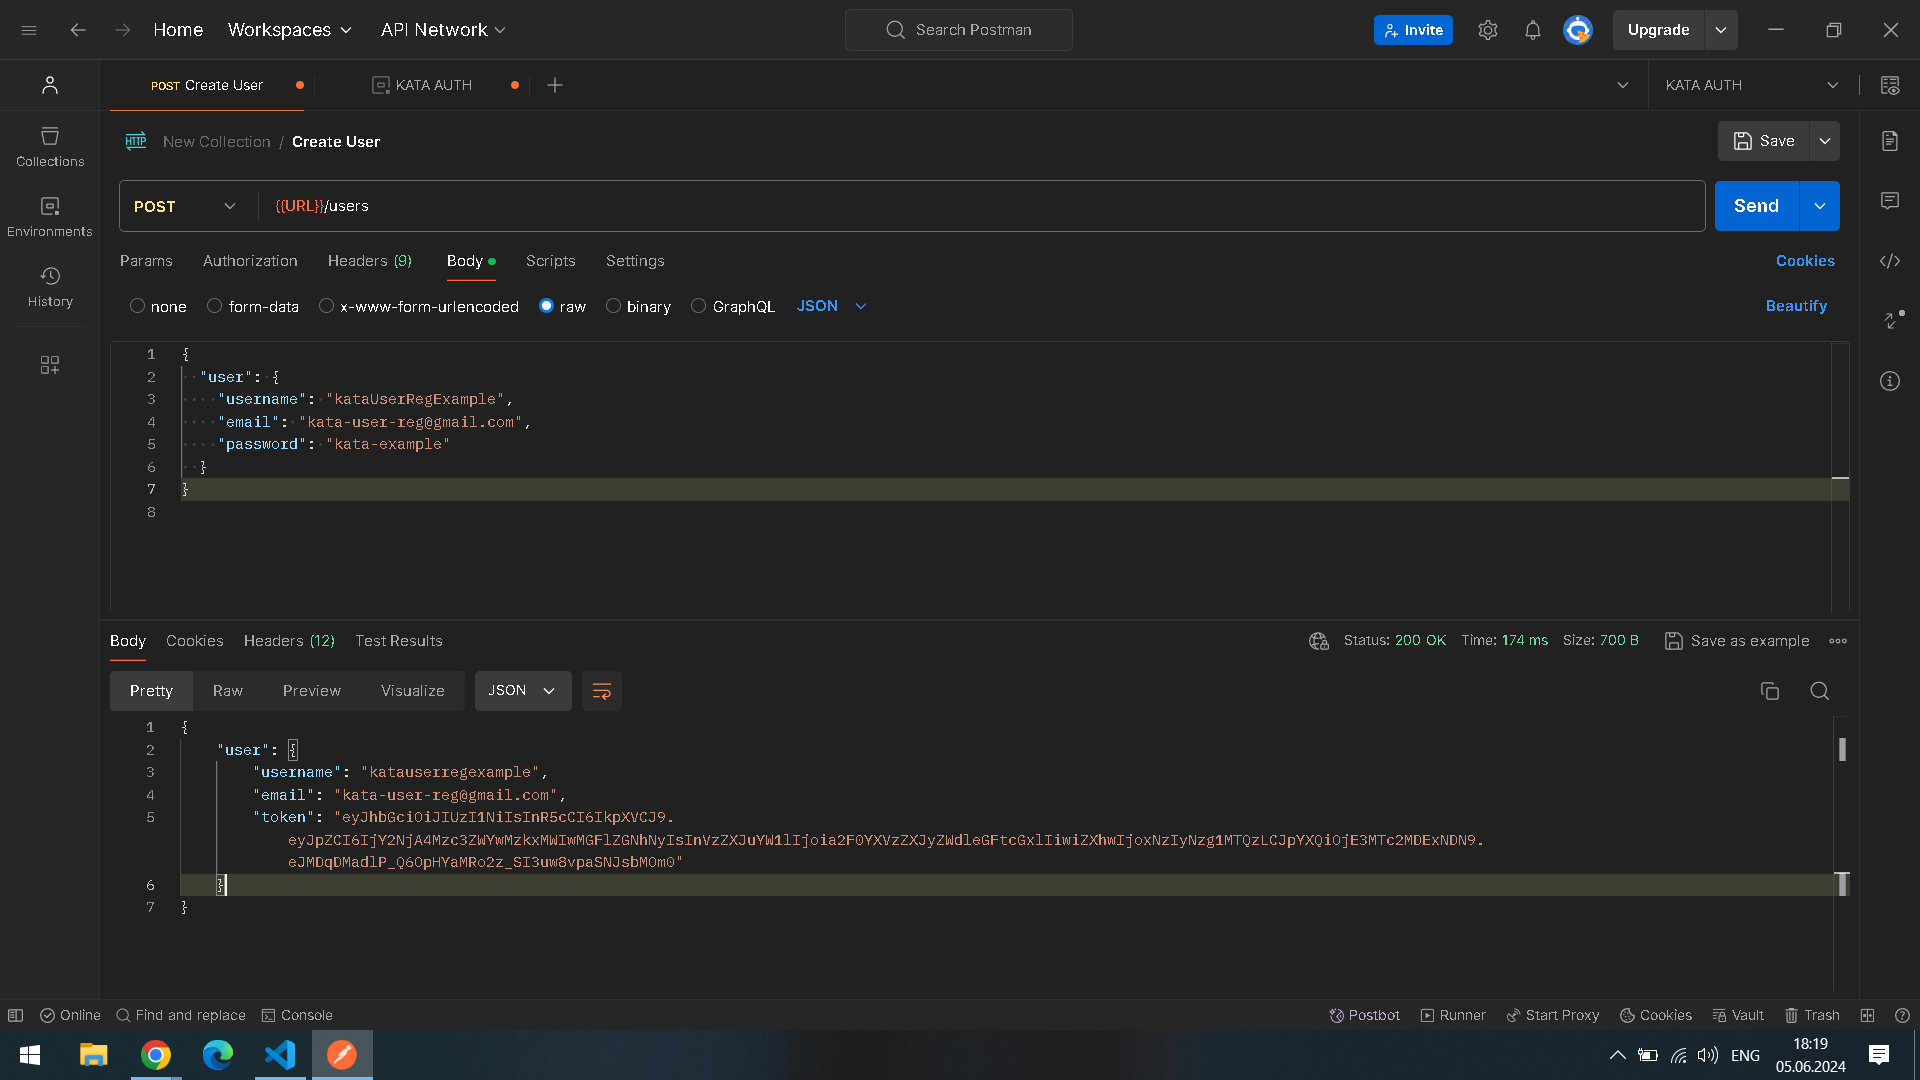 Home Workspaces API Network Search Postman Invite Upgrade
POST Create User KATA AUTH KATA AUTH
HTTP New Collection / Create User Save
POST {{URL}}/users Send
Params Authorization Headers (9) Body Scripts Settings Cookies
none form-data x-www-form-urlencoded raw binary GraphQL JSON Beautify
Collections
Environments
History
1 {
2 "user": {
3 "username": "kataUserRegExample",
4 "email": "kata-user-reg@gmail.com",
5 "password": "kata-example"
6 }
7 }
8
Body Cookies Headers (12) Test Results Status: 200 OK Time: 174 ms Size: 700 B Save as example
Pretty Raw Preview Visualize JSON
1 {
2 "user": {
3 "username": "katauserregexample",
4 "email": "kata-user-reg@gmail.com",
5 "token": "eyJhbGciOiJIUzI1NiIsInR5cCI6IkpXVCJ9.
eyJpZCI6IjY2NjA4Mzc3ZWYwMzkxMWIwMGFlZGNhNyIsInVzZXJuYW1lIjoia2F0YXVzZXJyZWdleGFtcGxlIiwiZXhwIjoxNzIyNzg1MTQzLCJpYXQiOjE3MTc2MDExNDN9.
eJMDqDMadlP_Q6OpHYaMRo2z_SI3uw8vpaSNJsbMOm0"
6 }
7 }
Online Find and replace Console Postbot Runner Start Proxy Cookies Vault Trash
ENG 18:19
05.06.2024